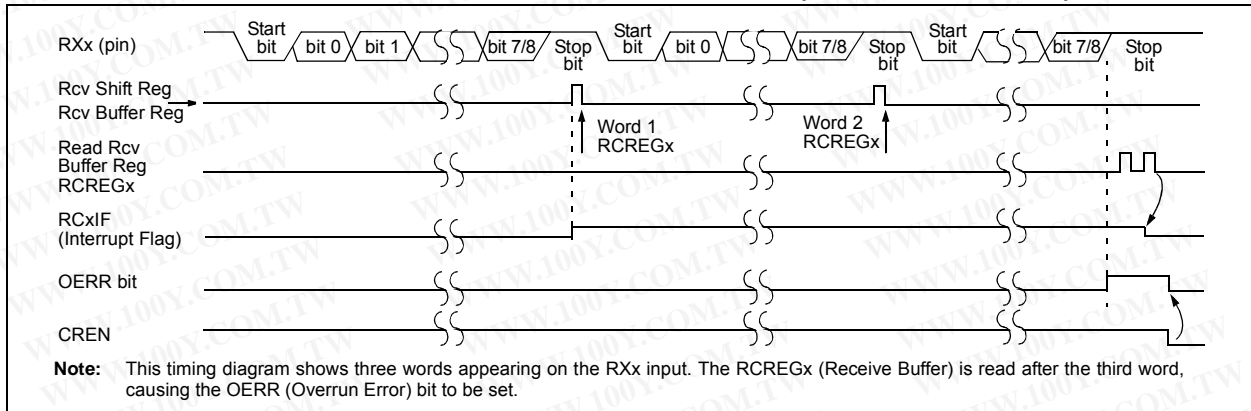 RXx (pin)
Start bit
bit 0
bit 1
bit 7/8
Stop bit
Start bit
bit 0
bit 7/8
Stop bit
Start bit
bit 7/8
Stop bit
Rcv Shift Reg
Rcv Buffer Reg
Word 1
RCREGx
Word 2
RCREGx
Read Rcv
Buffer Reg
RCREGx
RCxIF
(Interrupt Flag)
OERR bit
CREN
Note: This timing diagram shows three words appearing on the RXx input. The RCREGx (Receive Buffer) is read after the third word,
causing the OERR (Overrun Error) bit to be set.
WWW.100Y.COM.TW